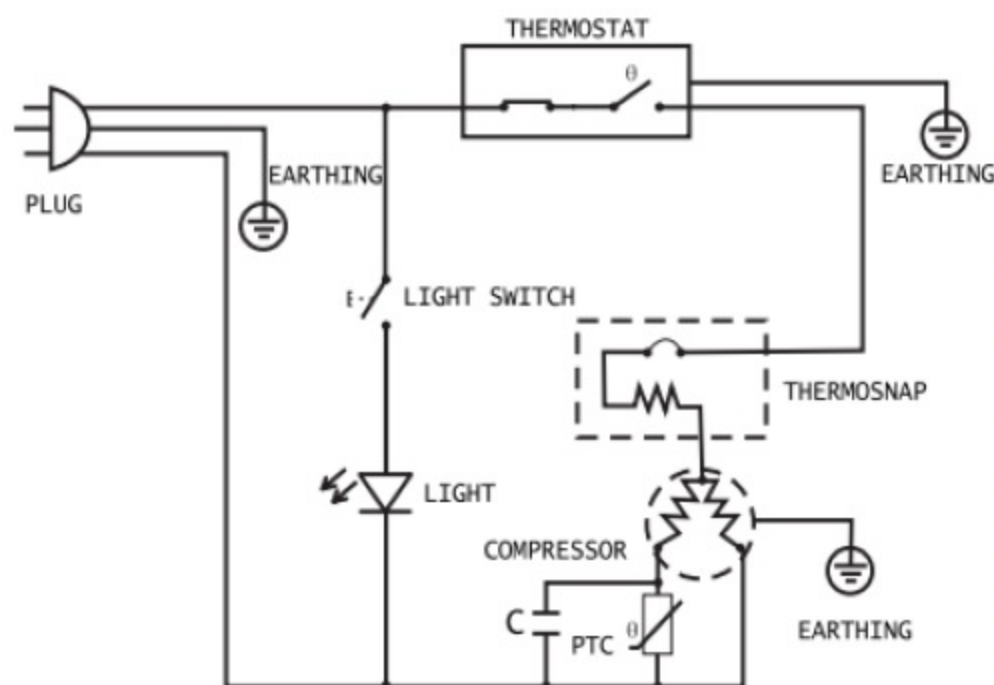 THERMOSTAT
θ
EARTHING
EARTHING
PLUG
LIGHT SWITCH
THERMOSNAP
LIGHT
COMPRESSOR
C
θ
PTC
EARTHING